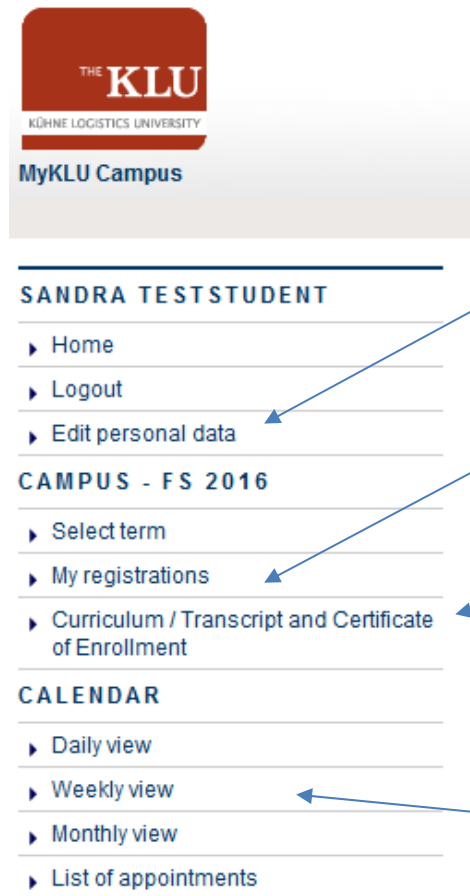 THE KLU
KÜHNE LOGISTICS UNIVERSITY
MyKLU Campus
SANDRA TESTSTUDENT
Home
Logout
Edit personal data
CAMPUS - FS 2016
Select term
My registrations
Curriculum / Transcript and Certificate
of Enrollment
CALENDAR
Daily view
Weekly view
Monthly view
List of appointments